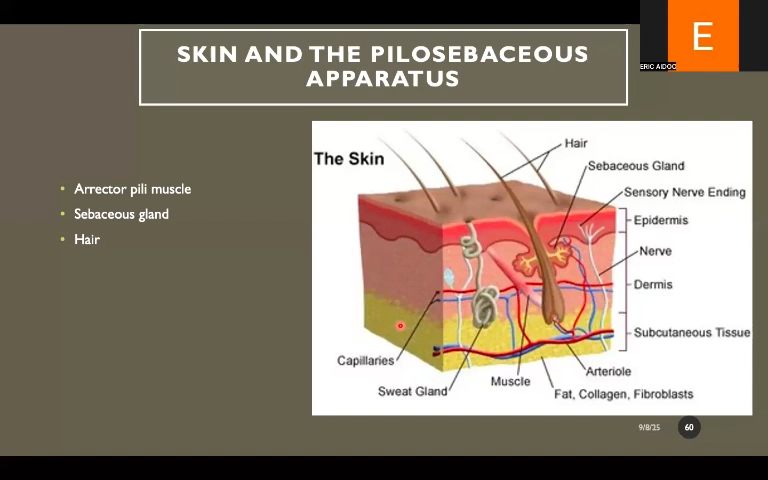 SKIN AND THE PILOSEBACEOUS
APPARATUS
E
ERIC AIDOO
• Arrector pili muscle
• Sebaceous gland
• Hair
The Skin
Hair
Sebaceous Gland
Sensory Nerve Ending
Epidermis
Nerve
Dermis
Subcutaneous Tissue
Capillaries
Arteriole
Muscle
Sweat Gland
Fat, Collagen, Fibroblasts
9/8/25
60